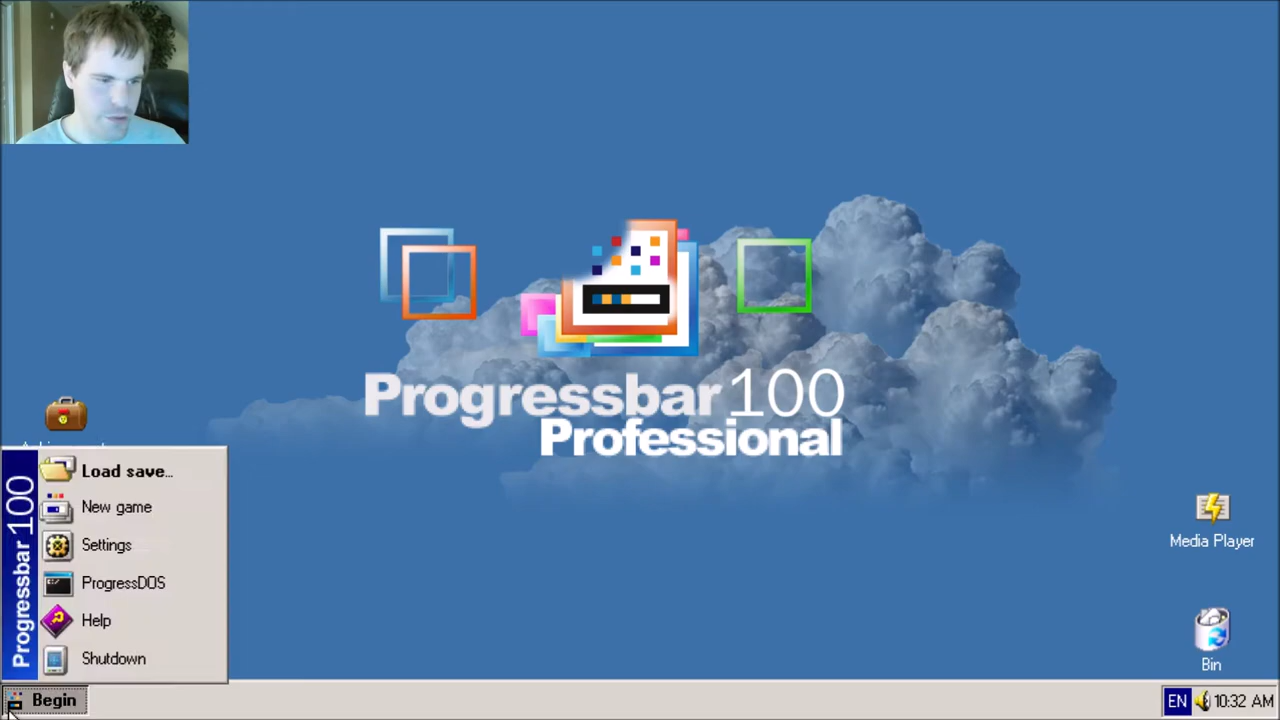 Progressbar 100
Professional
Load save...
New game
Settings
ProgressDOS
Help
Shutdown
Progressbar 100
Begin
Media Player
Bin
EN 10:32 AM